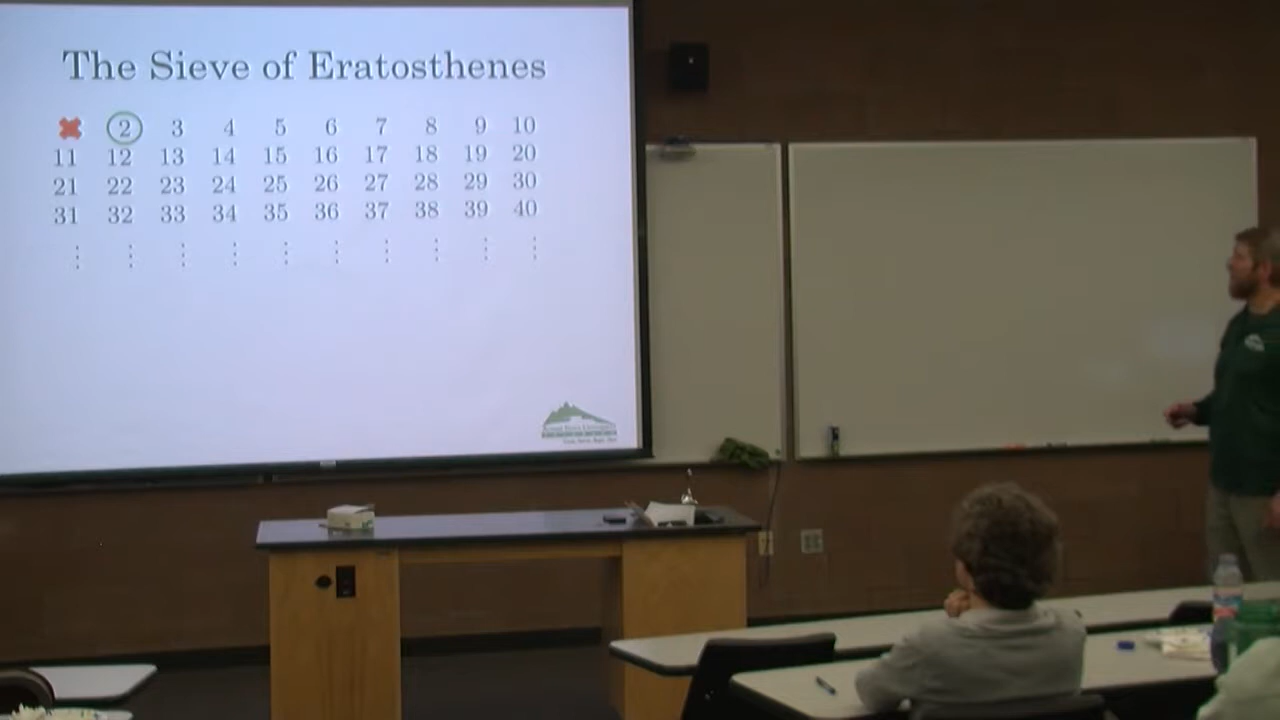 The Sieve of Eratosthenes
2 3 4 5 6 7 8 9 10
11 12 13 14 15 16 17 18 19 20
21 22 23 24 25 26 27 28 29 30
31 32 33 34 35 36 37 38 39 40
⋮ ⋮ ⋮ ⋮ ⋮ ⋮ ⋮ ⋮ ⋮ ⋮